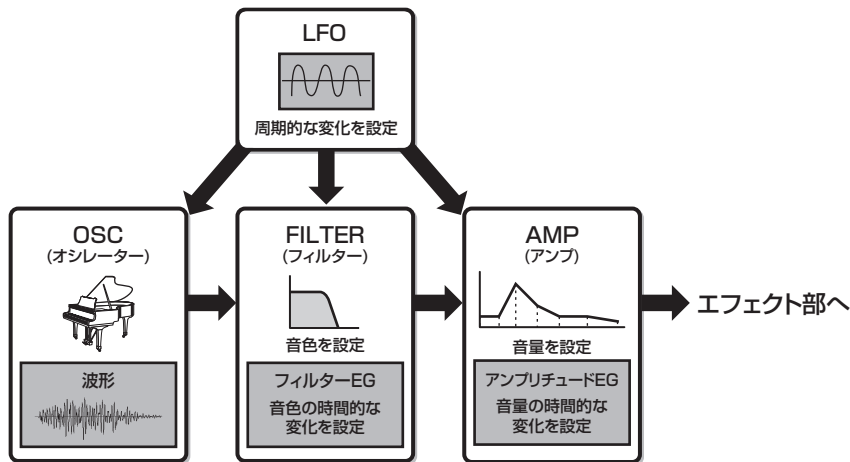 LFO
周期的な変化を設定
OSC
(オシレーター)
波形
FILTER
(フィルター)
音色を設定
フィルターEG
音色の時間的な
変化を設定
AMP
(アンプ)
音量を設定
アンプリチュードEG
音量の時間的な
変化を設定
エフェクト部へ